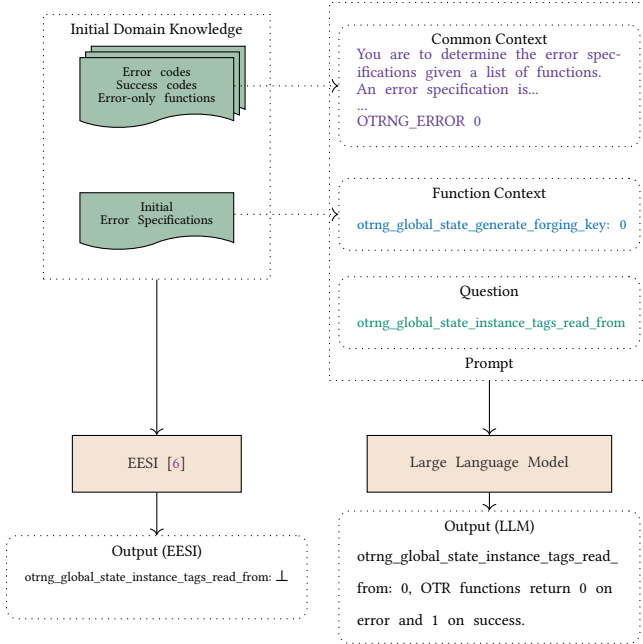 Initial Domain Knowledge
Error codes
Success codes
Error-only functions
Initial
Error Specifications
Common Context
You are to determine the error spec-
ifications given a list of functions.
An error specification is...
...
OTRNG_ERROR 0
Function Context
otrng_global_state_generate_forging_key: 0
Question
otrng_global_state_instance_tags_read_from
Prompt
EESI [6]
Large Language Model
Output (EESI)
otrng_global_state_instance_tags_read_from: ⊥
Output (LLM)
otrng_global_state_instance_tags_read_
from: 0, OTR functions return 0 on
error and 1 on success.